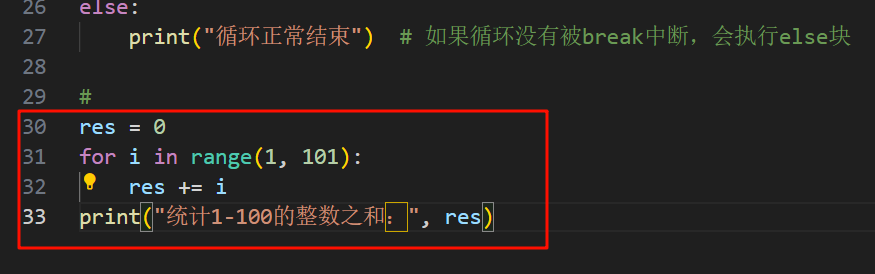 26 else:
27     print("循环正常结束")  # 如果循环没有被break中断，会执行else块
28
29 #
30 res = 0
31 for i in range(1, 101):
32     res += i
33 print("统计1-100的整数之和：", res)